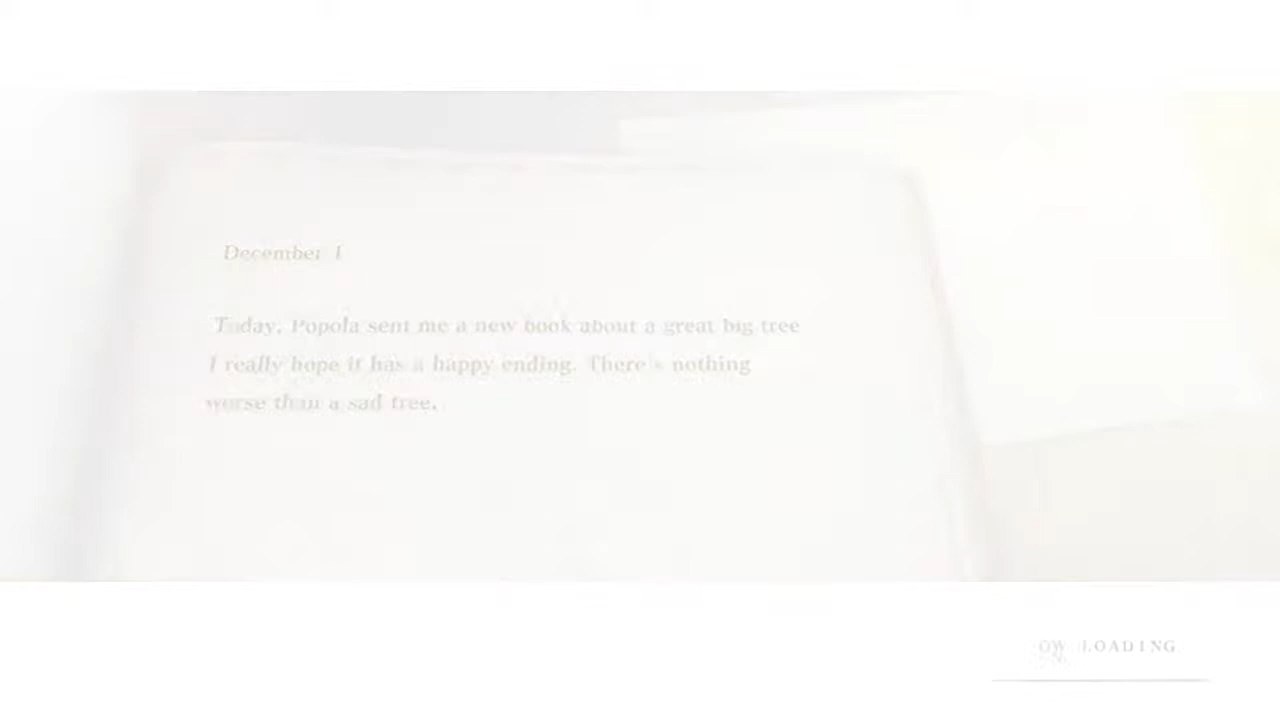 December 1
Today, Popola sent me a new book about a great big tree
I really hope it has a happy ending. There's nothing
worse than a sad tree.
OW LOADING